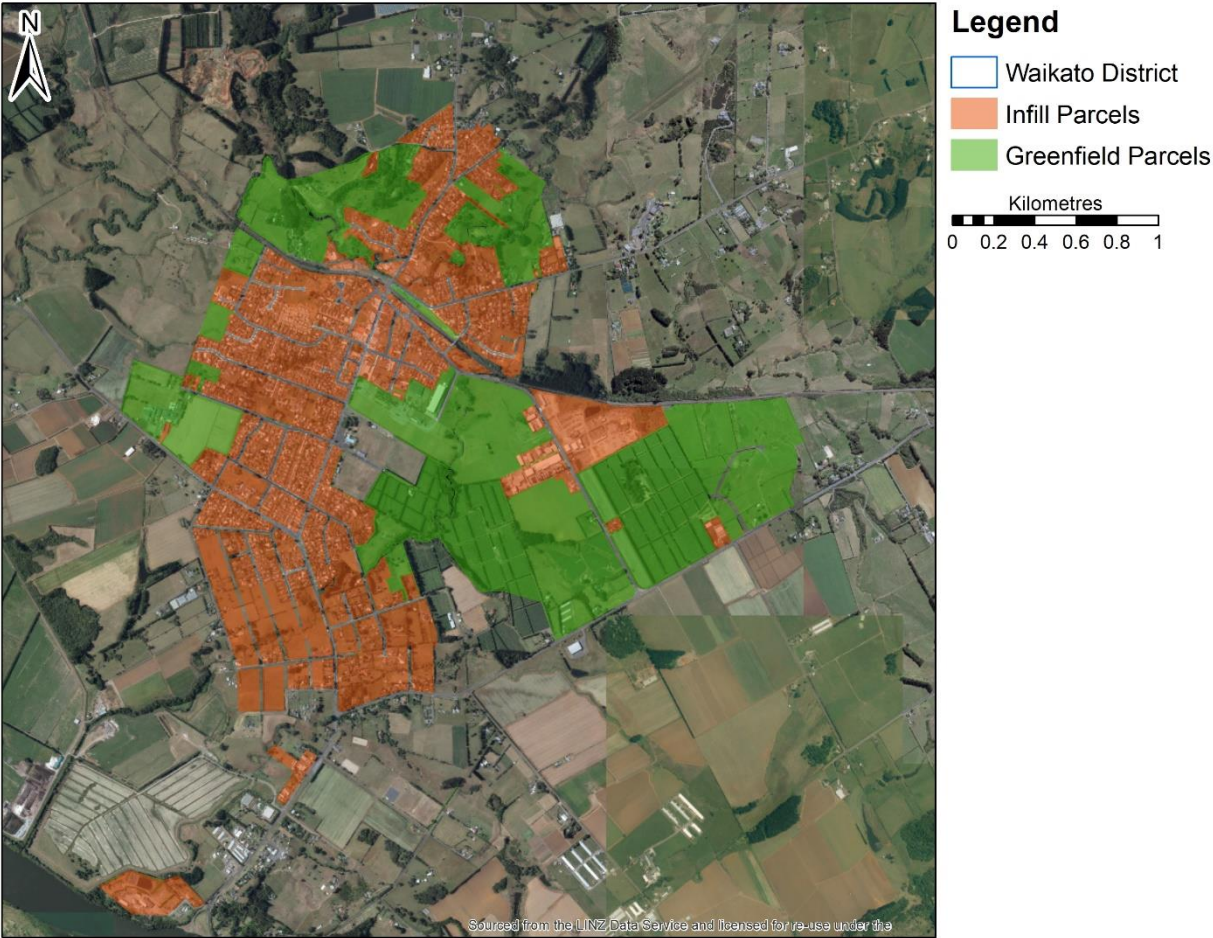 N
Legend
Waikato District
Infill Parcels
Greenfield Parcels
Kilometres
0 0.2 0.4 0.6 0.8 1
Sourced from the LINZ Data Service and licensed for re-use under the